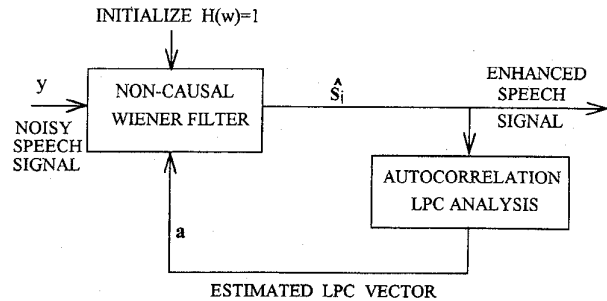 INITIALIZE H(w)=1
y
NON-CAUSAL
WIENER FILTER
NOISY
SPEECH
SIGNAL
ŝi
ENHANCED
SPEECH
SIGNAL
AUTOCORRELATION
LPC ANALYSIS
a
ESTIMATED LPC VECTOR